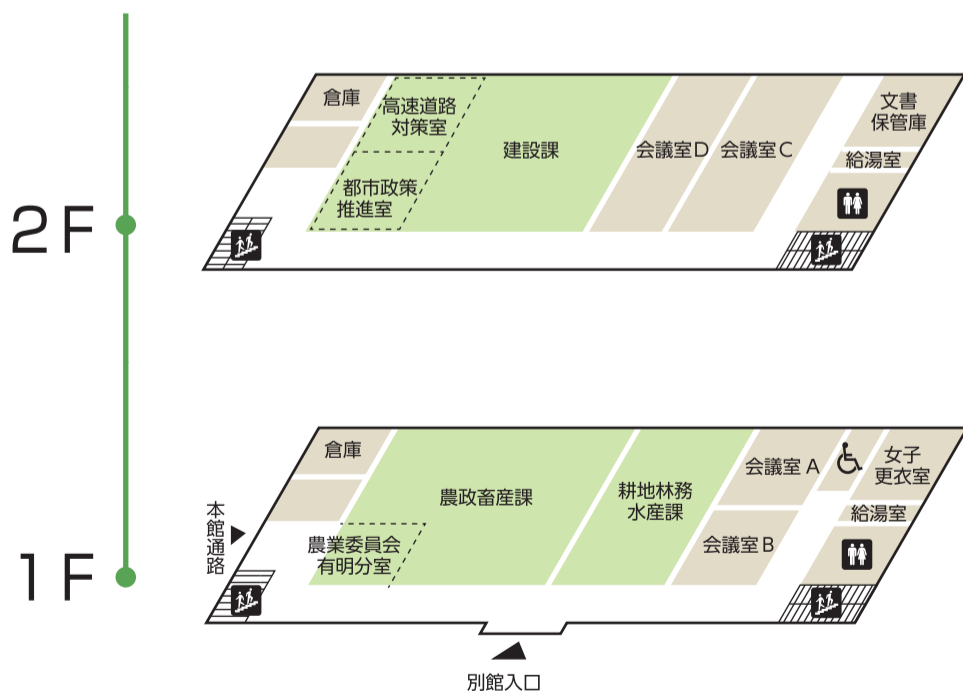 2F
倉庫
高速道路
対策室
都市政策
推進室
建設課
会議室D
会議室C
文書
保管庫
給湯室
1F
本館通路
倉庫
農政畜産課
農業委員会
有明分室
耕地林務
水産課
会議室A
会議室B
女子
更衣室
給湯室
別館入口